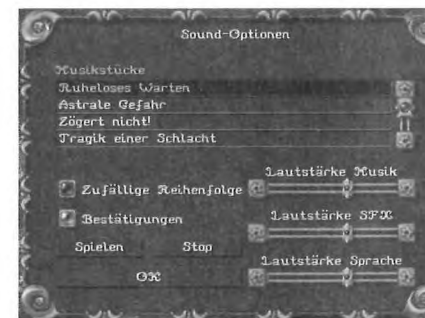 Sound-Optionen
Musikstücke
Ruheloses Warten
Astrale Gefahr
Zögert nicht!
Tragik einer Schlacht
Lautstärke Musik
Zufällige Reihenfolge
Bestätigungen
Lautstärke SFX
Spielen
Stop
Lautstärke Sprache
OK